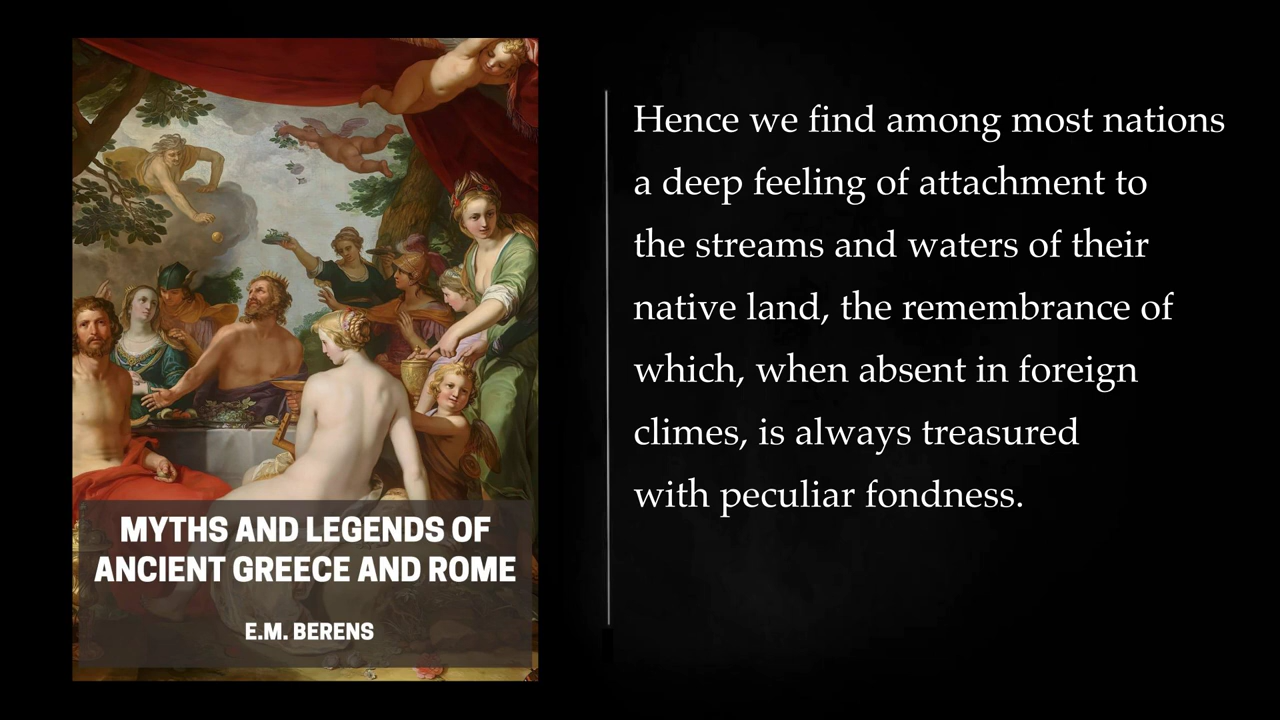 MYTHS AND LEGENDS OF
ANCIENT GREECE AND ROME
E.M. BERENS
Hence we find among most nations
a deep feeling of attachment to
the streams and waters of their
native land, the remembrance of
which, when absent in foreign
climes, is always treasured
with peculiar fondness.